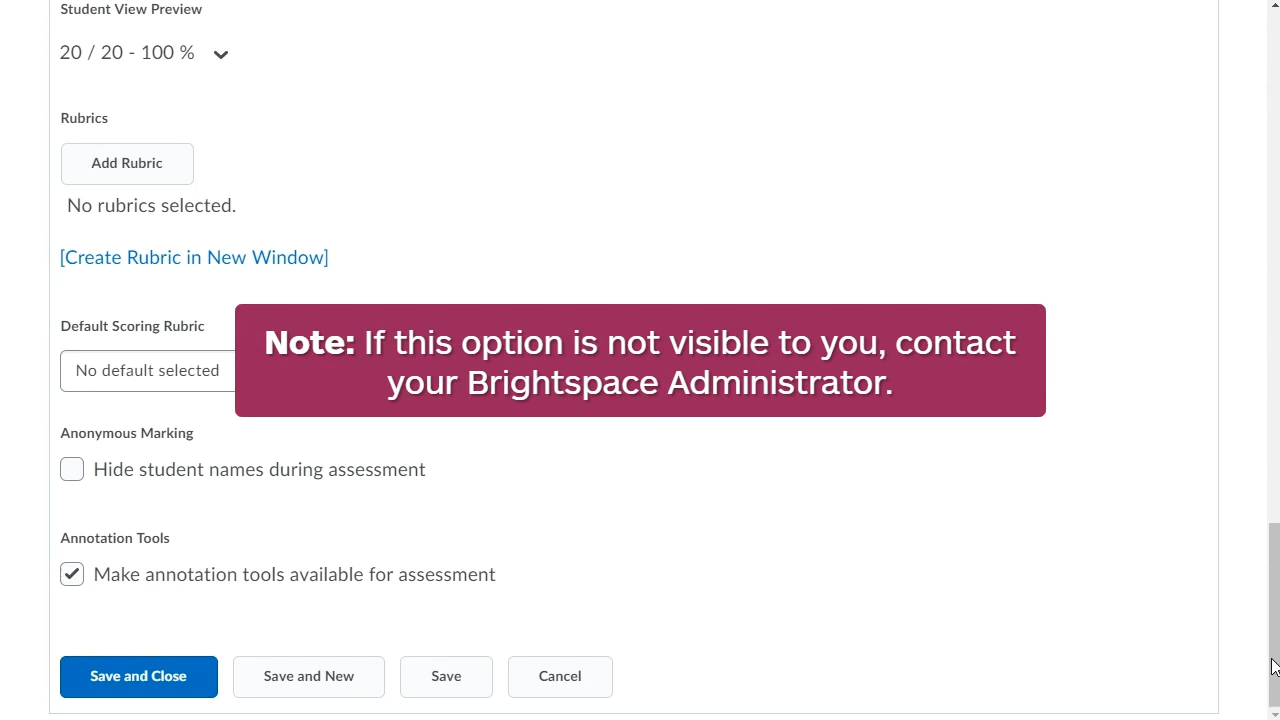 Student View Preview
20 / 20 - 100 %
Rubrics
Add Rubric
No rubrics selected.
[Create Rubric in New Window]
Default Scoring Rubric
No default selected
Note: If this option is not visible to you, contact
your Brightspace Administrator.
Anonymous Marking
Hide student names during assessment
Annotation Tools
Make annotation tools available for assessment
Save and Close
Save and New
Save
Cancel